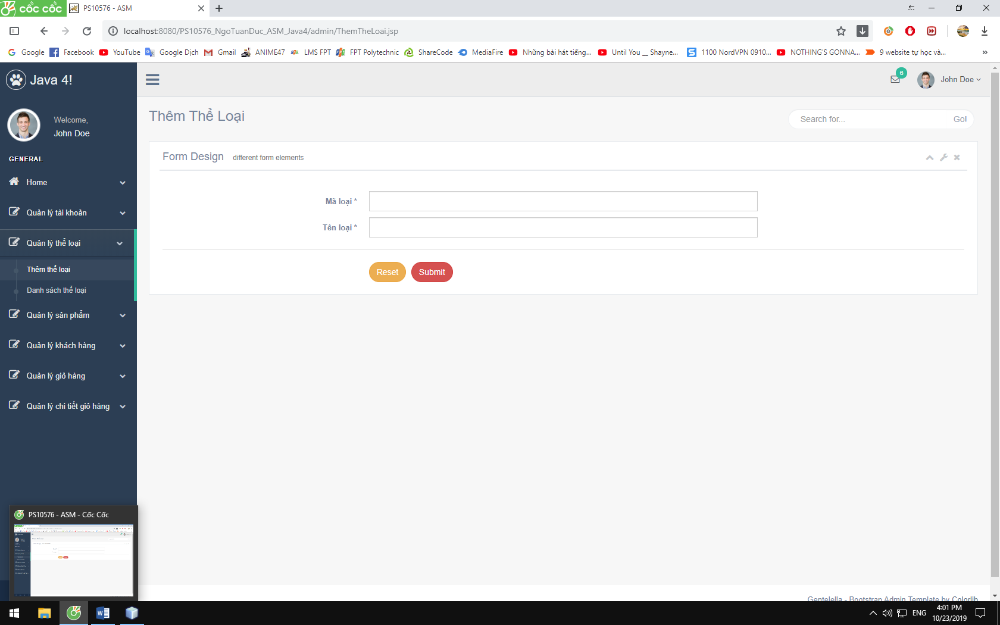 cốc cốc
PS10576 - ASM
localhost:8080/PS10576_NgoTuanDuc_ASM_Java4/admin/ThemTheLoai.jsp
Google Facebook YouTube Google Dịch Gmail ANIME47 LMS FPT FPT Polytechnic ShareCode MediaFire Những bài hát tiếng... Until You __ Shayne... 1100 NordVPN 0910... NOTHING'S GONNA... 9 website tự học và... »
Java 4!
6
John Doe
Welcome,
John Doe
Thêm Thể Loại
Search for...
Go!
GENERAL
Home
Quản lý tài khoản
Quản lý thể loại
Thêm thể loại
Danh sách thể loại
Quản lý sản phẩm
Quản lý khách hàng
Quản lý giỏ hàng
Quản lý chi tiết giỏ hàng
Form Design different form elements
Mã loại *
Tên loại *
Reset
Submit
PS10576 - ASM - Cốc Cốc
Gentelella - Bootstrap Admin Template by Colorlib
ENG
4:01 PM
10/23/2019